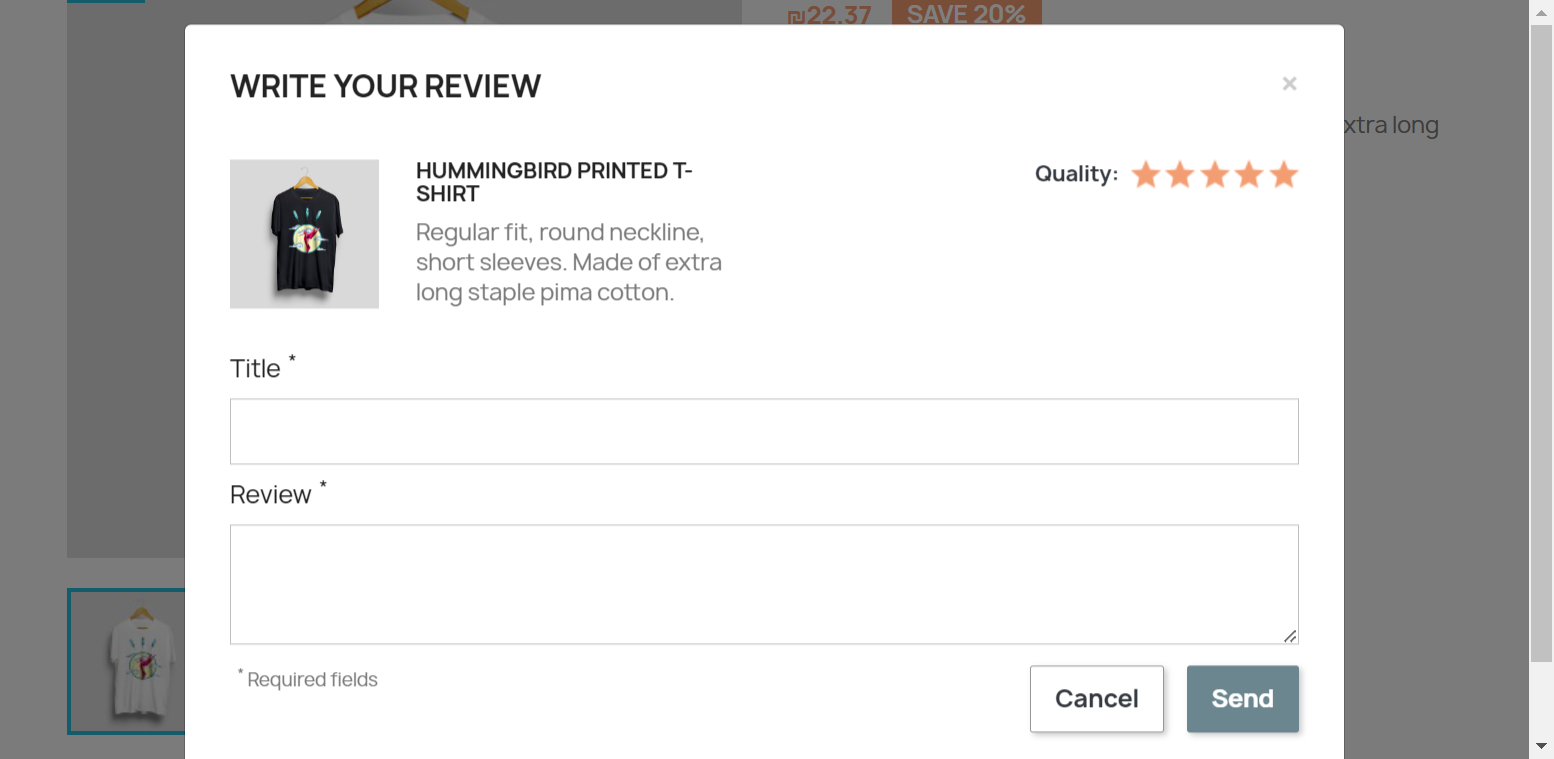 ₪22.37 SAVE 20%
WRITE YOUR REVIEW ×
xtra long
HUMMINGBIRD PRINTED T-
SHIRT
Quality:
Regular fit, round neckline,
short sleeves. Made of extra
long staple pima cotton.
Title *
Review *
* Required fields
Cancel Send